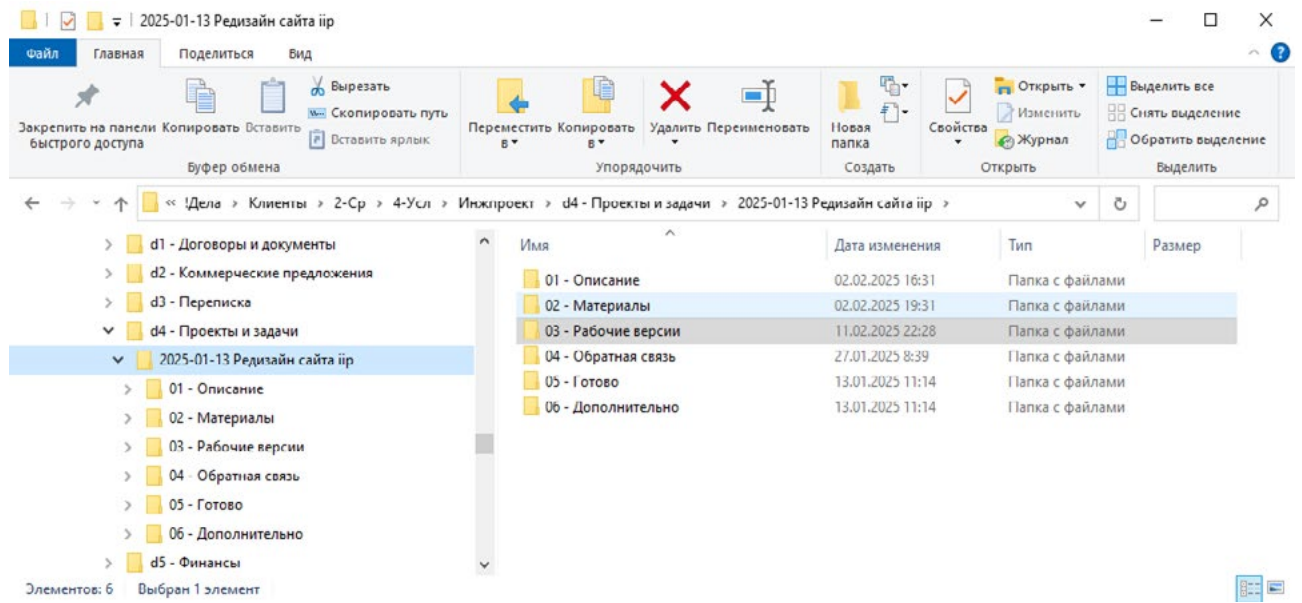 2025-01-13 Редизайн сайта iip
Файл Главная Поделиться Вид
Закрепить на панели быстрого доступа
Копировать
Вставить
Вырезать
Скопировать путь
Вставить ярлык
Буфер обмена
Переместить в
Копировать в
Удалить
Переименовать
Упорядочить
Новая папка
Создать
Свойства
Открыть
Изменить
Журнал
Открыть
Выделить все
Снять выделение
Обратить выделение
Выделить
« !Дела › Клиенты › 2-Ср › 4-Усл › Инжпроект › d4 - Проекты и задачи › 2025-01-13 Редизайн сайта iip ›
d1 - Договоры и документы
d2 - Коммерческие предложения
d3 - Переписка
d4 - Проекты и задачи
2025-01-13 Редизайн сайта iip
01 - Описание
02 - Материалы
03 - Рабочие версии
04 - Обратная связь
05 - Готово
06 - Дополнительно
d5 - Финансы
Имя Дата изменения Тип Размер
01 - Описание 02.02.2025 16:31 Папка с файлами
02 - Материалы 02.02.2025 19:31 Папка с файлами
03 - Рабочие версии 11.02.2025 22:28 Папка с файлами
04 - Обратная связь 27.01.2025 8:39 Папка с файлами
05 - Готово 13.01.2025 11:14 Папка с файлами
06 - Дополнительно 13.01.2025 11:14 Папка с файлами
Элементов: 6 Выбран 1 элемент